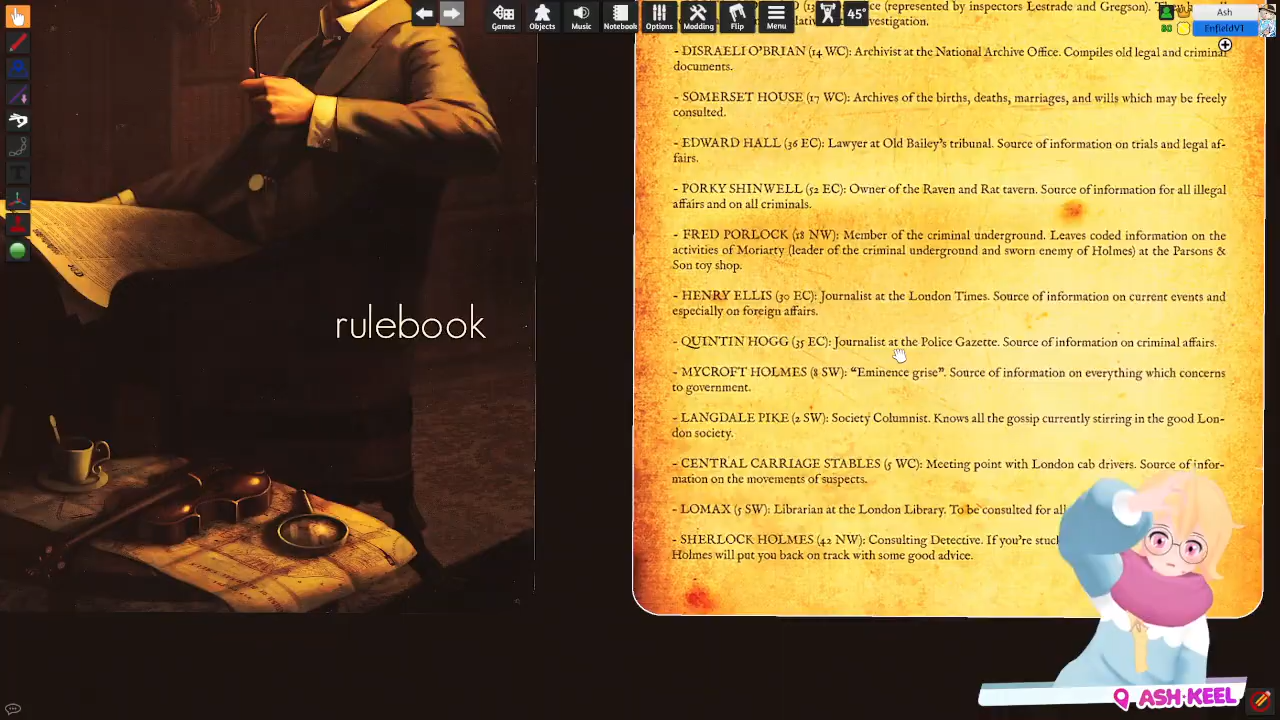 Games
Objects
Music
Notebook
Options
Modding
Flip
Menu
45°
Ash
EnfieldV1
80
rulebook
(represented by inspectors Lestrade and Gregson).
investigation.
- DISRAELI O'BRIAN (14 WC): Archivist at the National Archive Office. Compiles old legal and criminal
documents.
- SOMERSET HOUSE (17 WC): Archives of the births, deaths, marriages, and wills which may be freely
consulted.
- EDWARD HALL (36 EC): Lawyer at Old Bailey's tribunal. Source of information on trials and legal af-
fairs.
- PORKY SHINWELL (52 EC): Owner of the Raven and Rat tavern. Source of information for all illegal
affairs and on all criminals.
- FRED PORLOCK (18 NW): Member of the criminal underground. Leaves coded information on the
activities of Moriarty (leader of the criminal underground and sworn enemy of Holmes) at the Parsons &
Son toy shop.
- HENRY ELLIS (30 EC): Journalist at the London Times. Source of information on current events and
especially on foreign affairs.
- QUINTIN HOGG (35 EC): Journalist at the Police Gazette. Source of information on criminal affairs.
- MYCROFT HOLMES (8 SW): "Eminence grise". Source of information on everything which concerns
to government.
- LANGDALE PIKE (2 SW): Society Columnist. Knows all the gossip currently stirring in the good Lon-
don society.
- CENTRAL CARRIAGE STABLES (5 WC): Meeting point with London cab drivers. Source of infor-
mation on the movements of suspects.
- LOMAX (5 SW): Librarian at the London Library. To be consulted for all
- SHERLOCK HOLMES (42 NW): Consulting Detective. If you're stuck
Holmes will put you back on track with some good advice.
ASH-KEEL